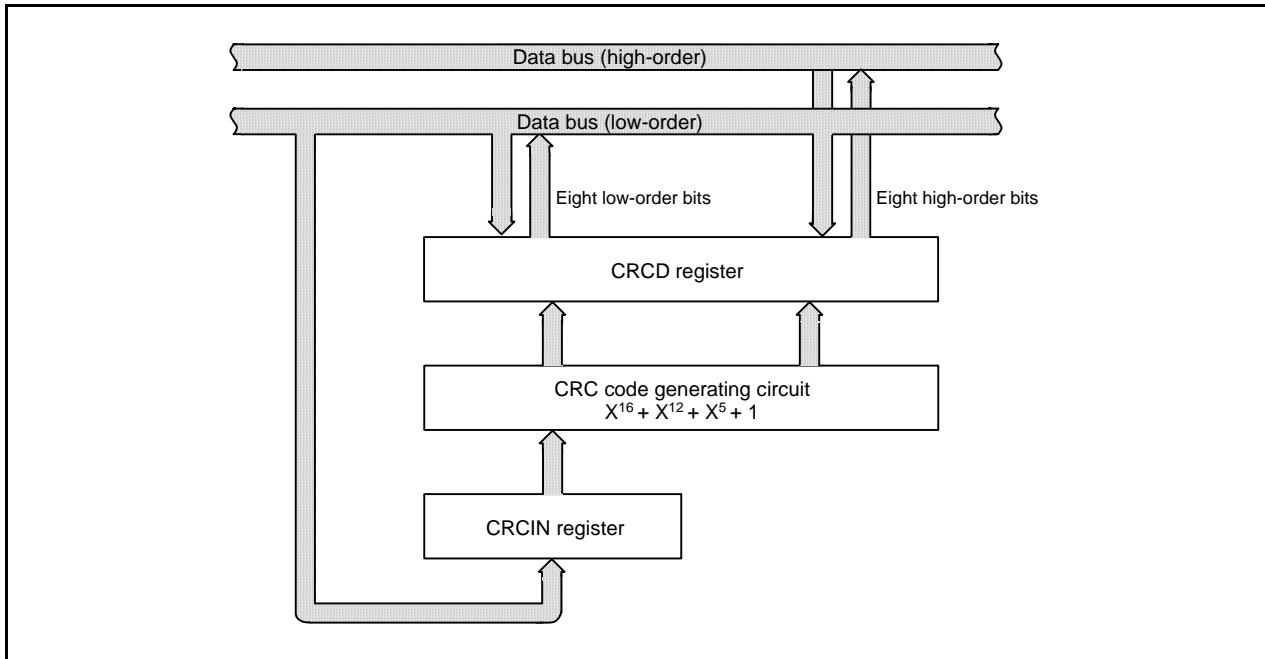 Data bus (high-order)
Data bus (low-order)
Eight low-order bits
Eight high-order bits
CRCD register
CRC code generating circuit
X¹⁶ + X¹² + X⁵ + 1
CRCIN register